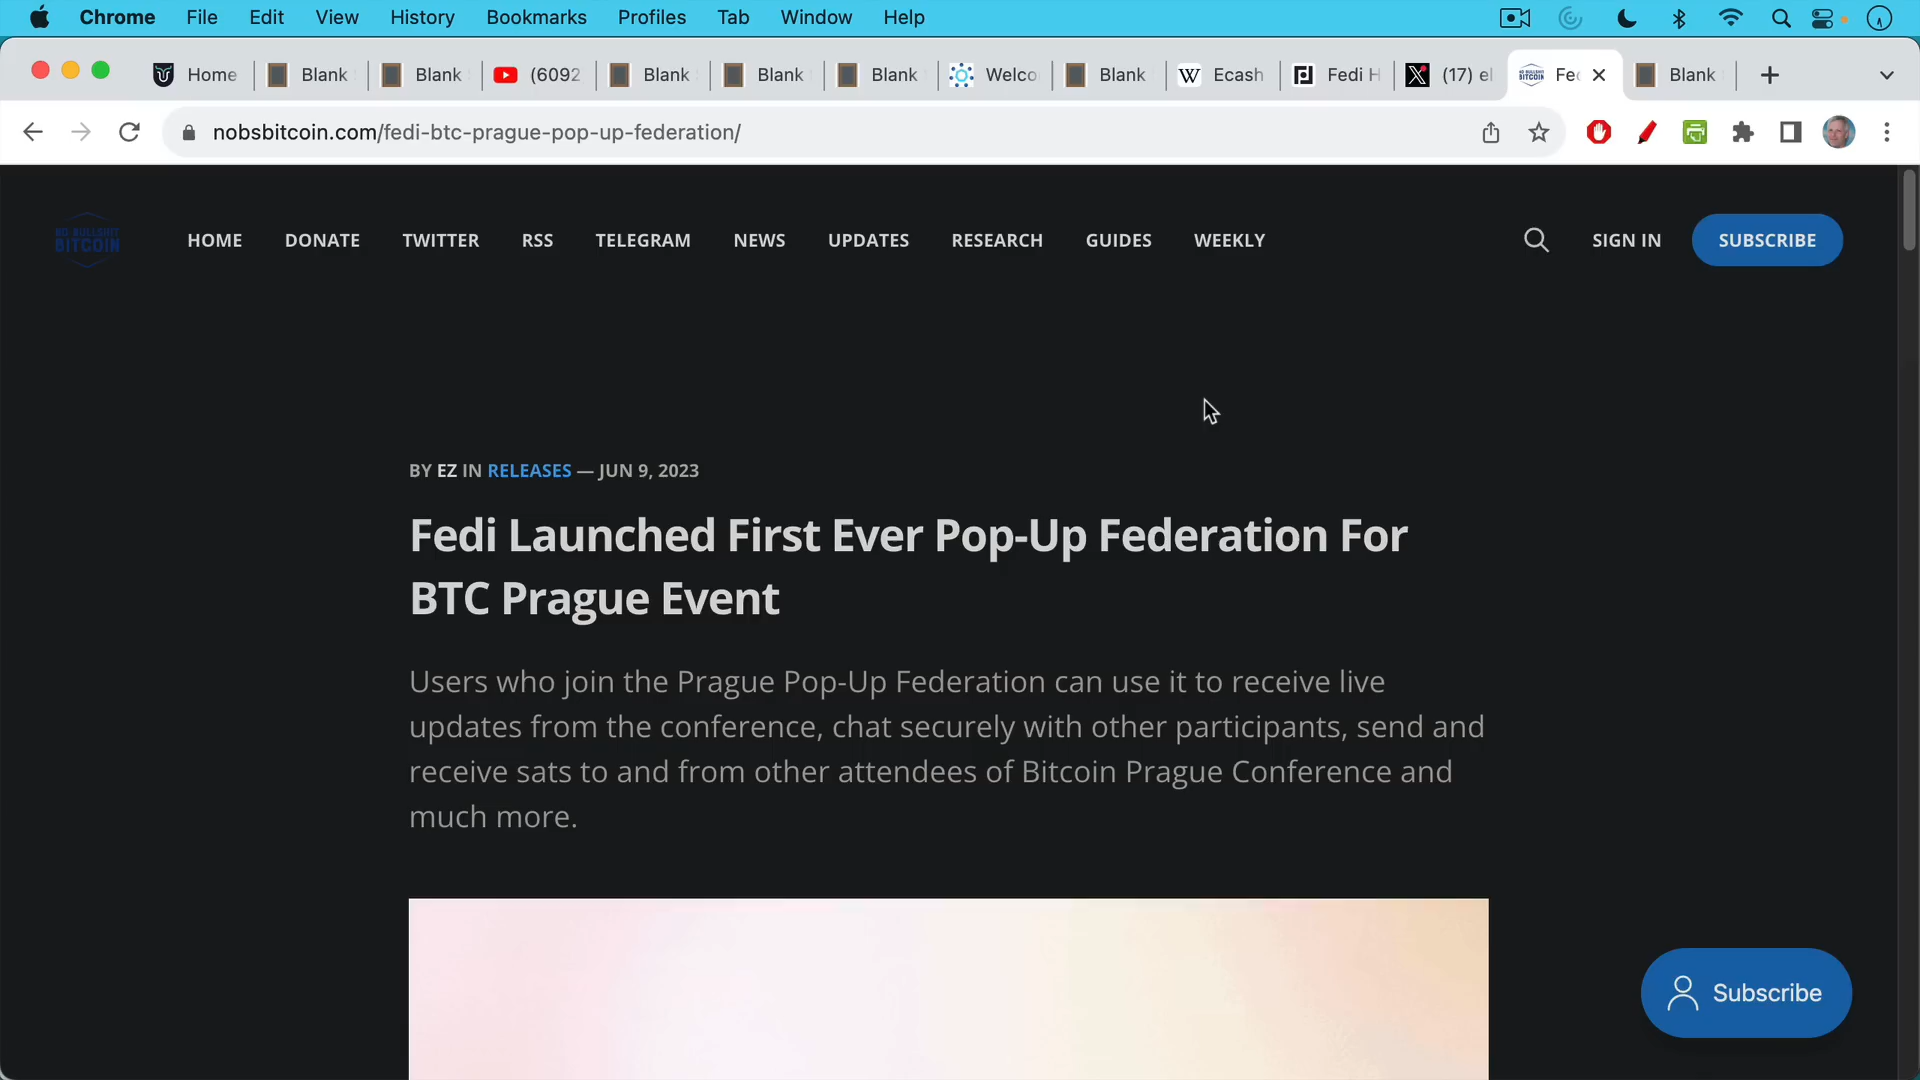 Chrome File Edit View History Bookmarks Profiles Tab Window Help
Home Blank Blank (6092 Blank Blank Blank Welco Blank Ecash Fedi H (17) el Fec Blank
nobsbitcoin.com/fedi-btc-prague-pop-up-federation/
NO BULLSHIT
BITCOIN
HOME DONATE TWITTER RSS TELEGRAM NEWS UPDATES RESEARCH GUIDES WEEKLY SIGN IN SUBSCRIBE
BY EZ IN RELEASES — JUN 9, 2023
Fedi Launched First Ever Pop-Up Federation For
BTC Prague Event
Users who join the Prague Pop-Up Federation can use it to receive live
updates from the conference, chat securely with other participants, send and
receive sats to and from other attendees of Bitcoin Prague Conference and
much more.
Subscribe